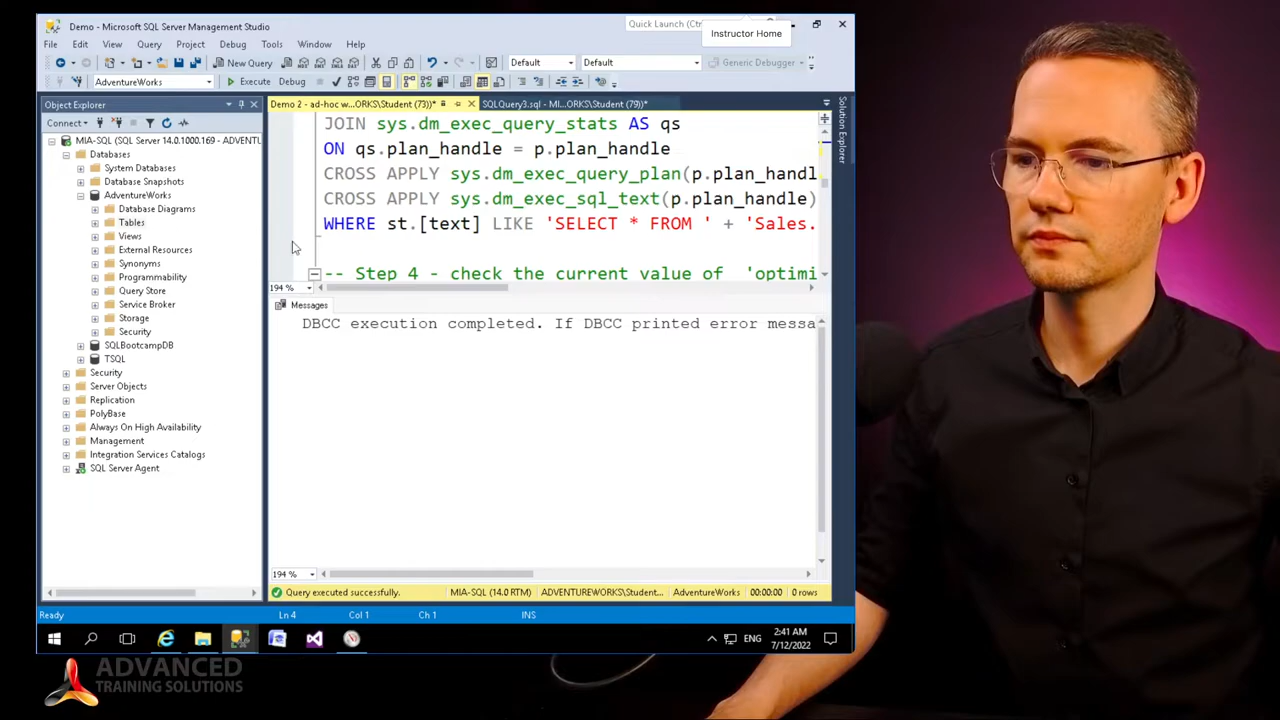 Demo - Microsoft SQL Server Management Studio
Quick Launch (Ctr
Instructor Home
File Edit View Query Project Debug Tools Window Help
New Query
Default
Default
Generic Debugger
AdventureWorks
Execute Debug
Object Explorer
Demo 2 - ad-hoc w...ORKS\Student (73))*
SQLQuery3.sql - MI...ORKS\Student (79))*
Solution Explorer
Connect
MIA-SQL (SQL Server 14.0.1000.169 - ADVENTU
Databases
System Databases
Database Snapshots
AdventureWorks
Database Diagrams
Tables
Views
External Resources
Synonyms
Programmability
Query Store
Service Broker
Storage
Security
SQLBootcampDB
TSQL
Security
Server Objects
Replication
PolyBase
Always On High Availability
Management
Integration Services Catalogs
SQL Server Agent
JOIN sys.dm_exec_query_stats AS qs
ON qs.plan_handle = p.plan_handle
CROSS APPLY sys.dm_exec_query_plan(p.plan_handl
CROSS APPLY sys.dm_exec_sql_text(p.plan_handle)
WHERE st.[text] LIKE 'SELECT * FROM ' + 'Sales.
-- Step 4 - check the current value of 'optimi
194 %
Messages
DBCC execution completed. If DBCC printed error messa
194 %
Query executed successfully.
MIA-SQL (14.0 RTM)
ADVENTUREWORKS\Student...
AdventureWorks
00:00:00
0 rows
Ready
Ln 4
Col 1
Ch 1
INS
ENG
2:41 AM
7/12/2022
ADVANCED
TRAINING SOLUTIONS